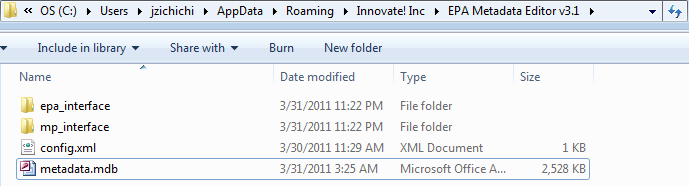 OS (C:) ▸ Users ▸ jzichichi ▸ AppData ▸ Roaming ▸ Innovate! Inc ▸ EPA Metadata Editor v3.1 ▸
Include in library Share with Burn New folder
Name Date modified Type Size
epa_interface 3/31/2011 11:22 PM File folder
mp_interface 3/31/2011 11:22 PM File folder
config.xml 3/30/2011 11:29 AM XML Document 1 KB
metadata.mdb 3/31/2011 3:25 AM Microsoft Office A... 2,528 KB